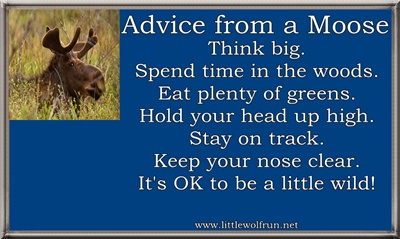 Advice from a Moose
Think big.
Spend time in the woods.
Eat plenty of greens.
Hold your head up high.
Stay on track.
Keep your nose clear.
It's OK to be a little wild!
www.littlewolfrun.net